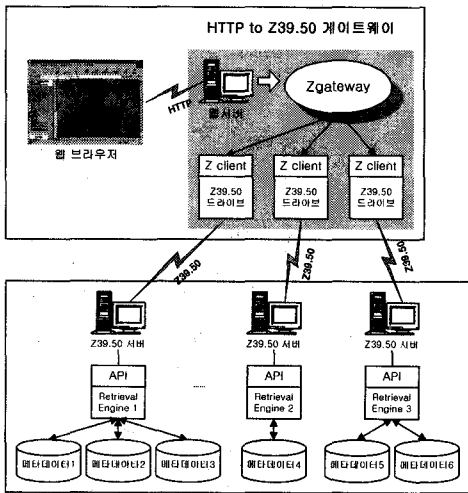 HTTP to Z39.50 게이트웨이
Zgateway
HTTP
웹서버
웹 브라우저
Z client
Z client
Z client
Z39.50
드라이브
Z39.50
드라이브
Z39.50
드라이브
Z39.50
Z39.50
Z39.50
Z39.50 서버
Z39.50 서버
Z39.50 서버
API
API
API
Retrieval
Engine 1
Retrieval
Engine 2
Retrieval
Engine 3
메타데이터1
메타데이타2
메타데이터3
메타데이터4
메타데이터5
메타데이터6